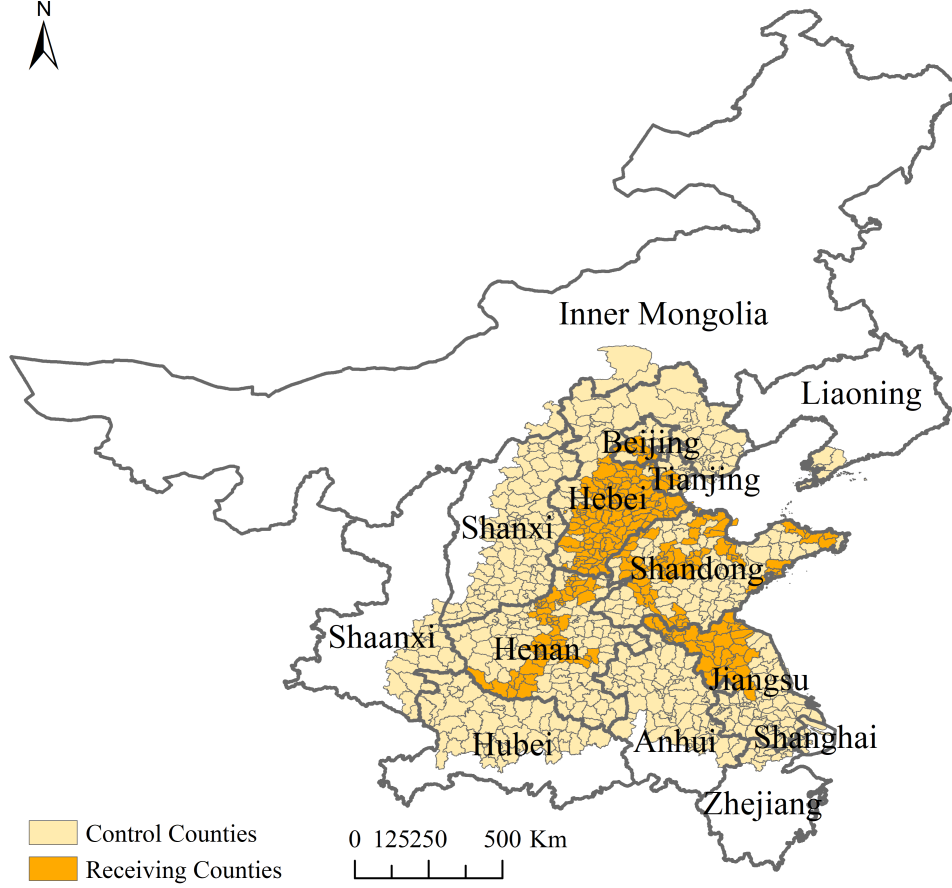 N
Inner Mongolia
Liaoning
Beijing
Tianjing
Hebei
Shanxi
Shandong
Shaanxi
Henan
Jiangsu
Hubei
Anhui
Shanghai
Zhejiang
Control Counties
Receiving Counties
0 125250 500 Km